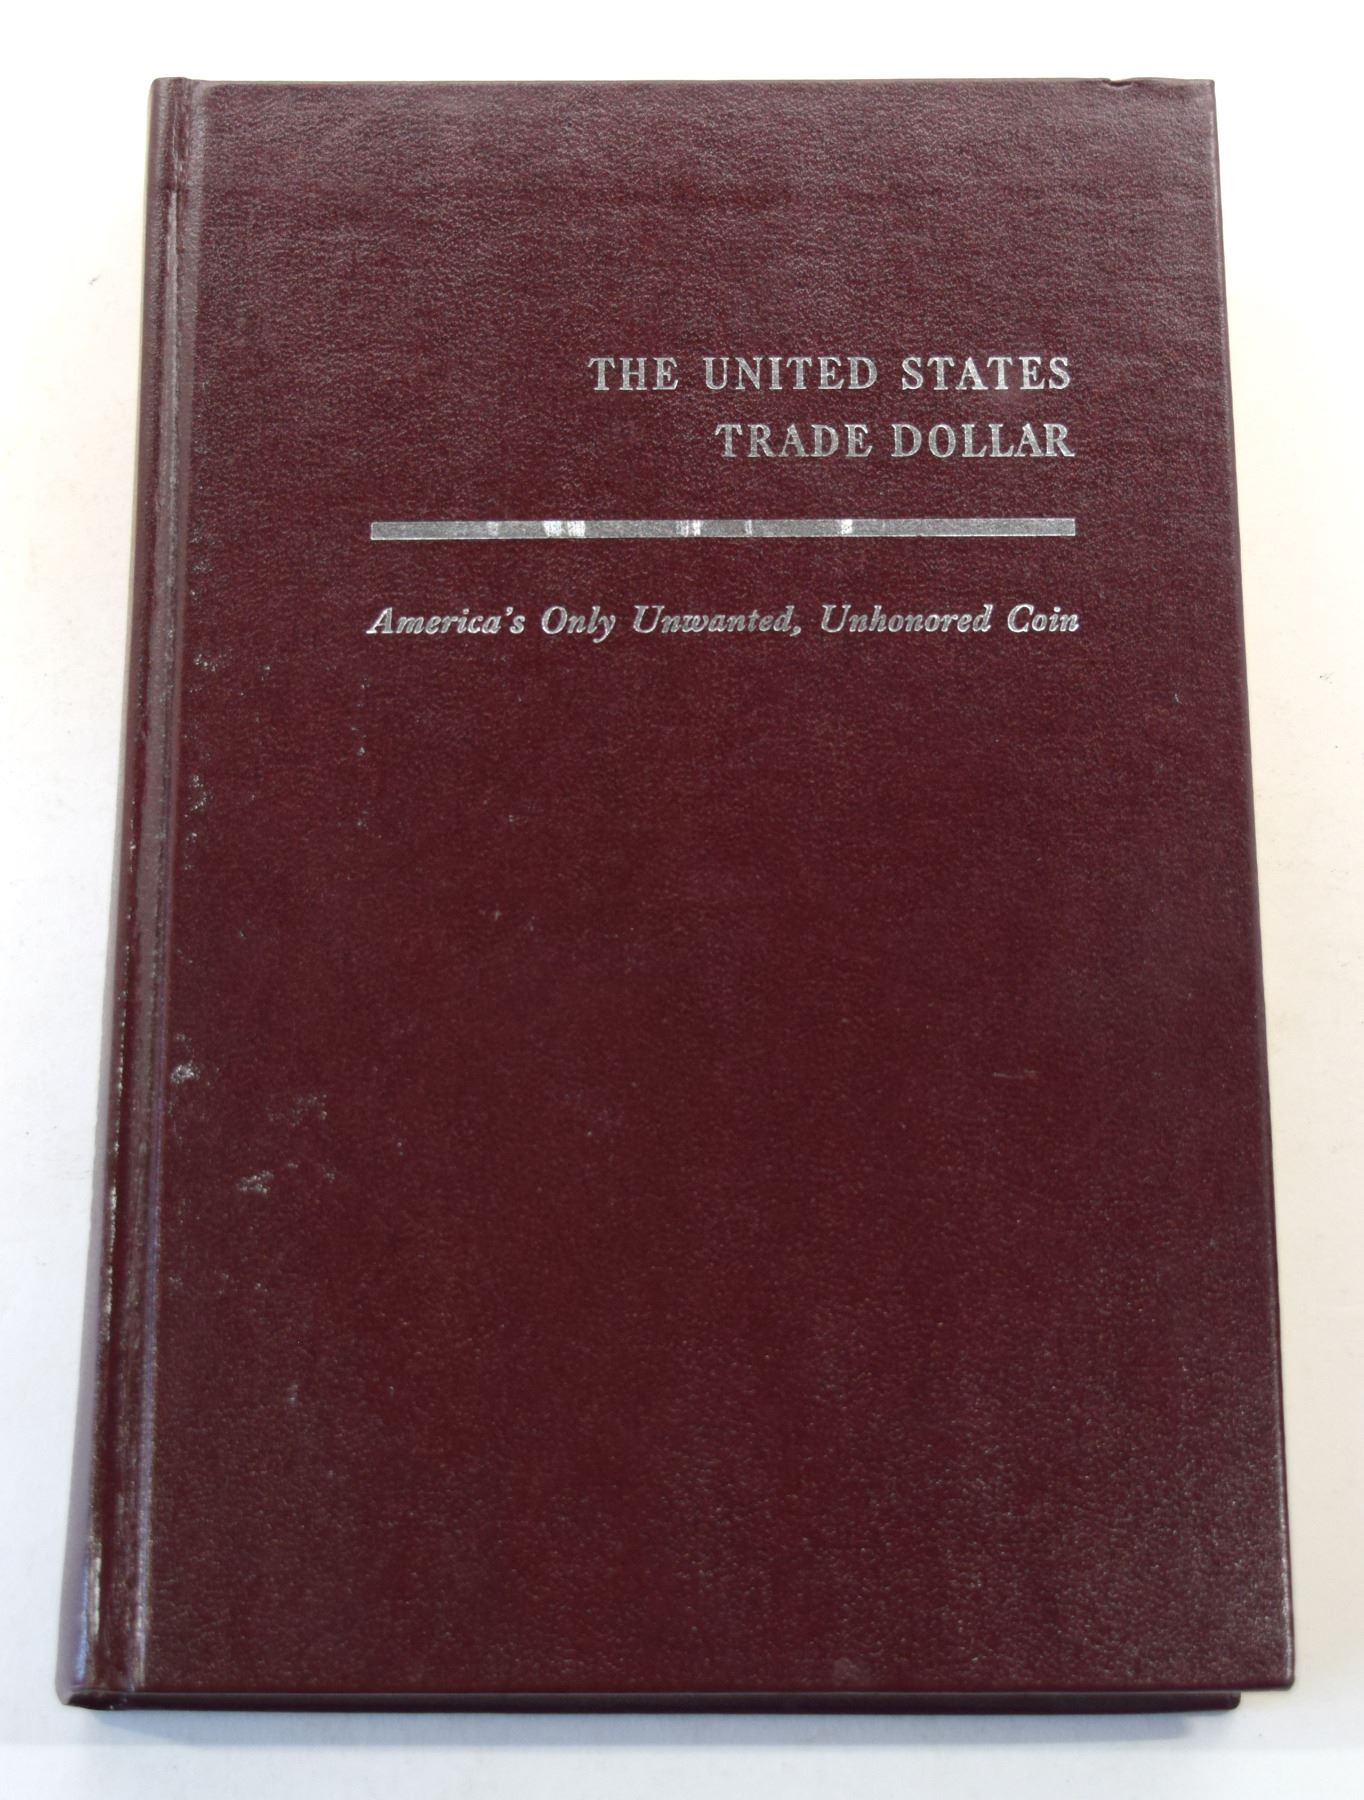 THE UNITED STATES
TRADE DOLLAR
America's Only Unwanted, Unhonored Coin